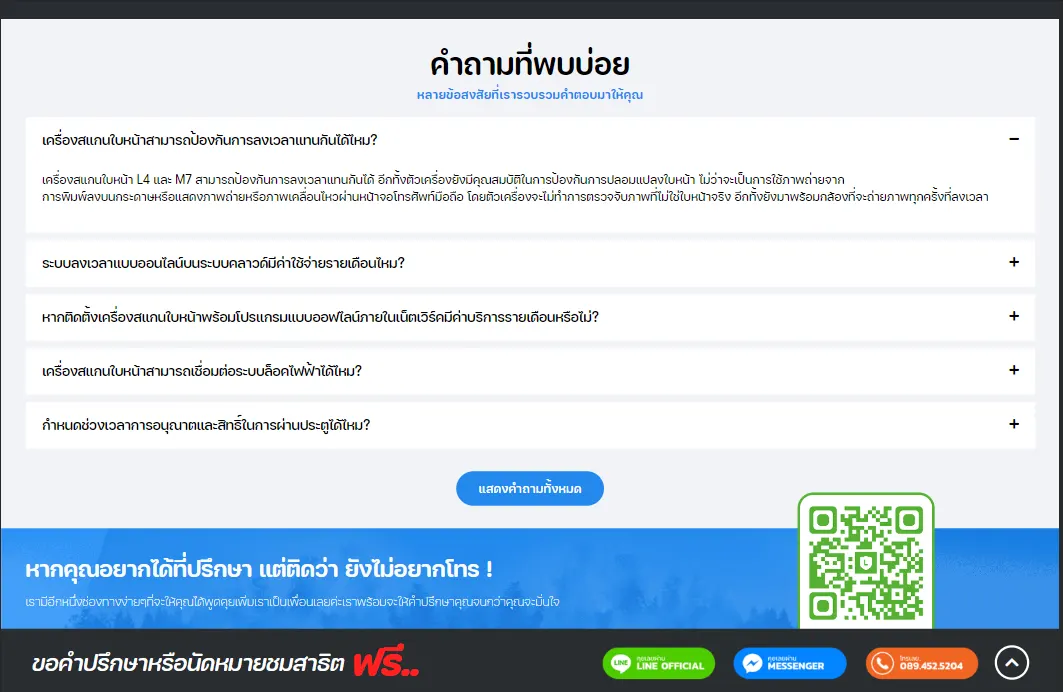 คำถามที่พบบ่อย
หลายข้อสงสัยที่เรารวบรวมคำตอบมาให้คุณ
เครื่องสแกนใบหน้าสามารถป้องกันการลงเวลาแทนกันได้ไหม?
เครื่องสแกนใบหน้า L4 และ M7 สามารถป้องกันการลงเวลาแทนกันได้ อีกทั้งตัวเครื่องยังมีคุณสมบัติในการป้องกันการปลอมแปลงใบหน้า ไม่ว่าจะเป็นการใช้ภาพถ่ายจาก
การพิมพ์ลงบนกระดาษหรือแสดงภาพถ่ายหรือภาพเคลื่อนไหวผ่านหน้าจอโทรศัพท์มือถือ โดยตัวเครื่องจะไม่ทำการตรวจจับภาพที่ไม่ใช่ใบหน้าจริง อีกทั้งยังมาพร้อมกล้องที่จะถ่ายภาพทุกครั้งที่ลงเวลา
ระบบลงเวลาแบบออนไลน์บนระบบคลาวด์มีค่าใช้จ่ายรายเดือนไหม?
หากติดตั้งเครื่องสแกนใบหน้าพร้อมโปรแกรมแบบออฟไลน์ภายในเน็ตเวิร์คมีค่าบริการรายเดือนหรือไม่?
เครื่องสแกนใบหน้าสามารถเชื่อมต่อระบบล็อคไฟฟ้าได้ไหม?
กำหนดช่วงเวลาการอนุญาตและสิทธิ์ในการผ่านประตูได้ไหม?
แสดงคำถามทั้งหมด
หากคุณอยากได้ที่ปรึกษา แต่ติดว่า ยังไม่อยากโทร !
เรามีอีกหนึ่งช่องทางง่ายๆที่จะให้คุณได้พูดคุยเพิ่มเราเป็นเพื่อนเลยค่ะเราพร้อมจะให้คำปรึกษาคุณจนกว่าคุณจะมั่นใจ
ขอคำปรึกษาหรือนัดหมายชมสาธิต ฟรี..
LINE คุยเลยผ่าน LINE OFFICIAL
คุยเลยผ่าน MESSENGER
โทรเลย. 089.452.5204